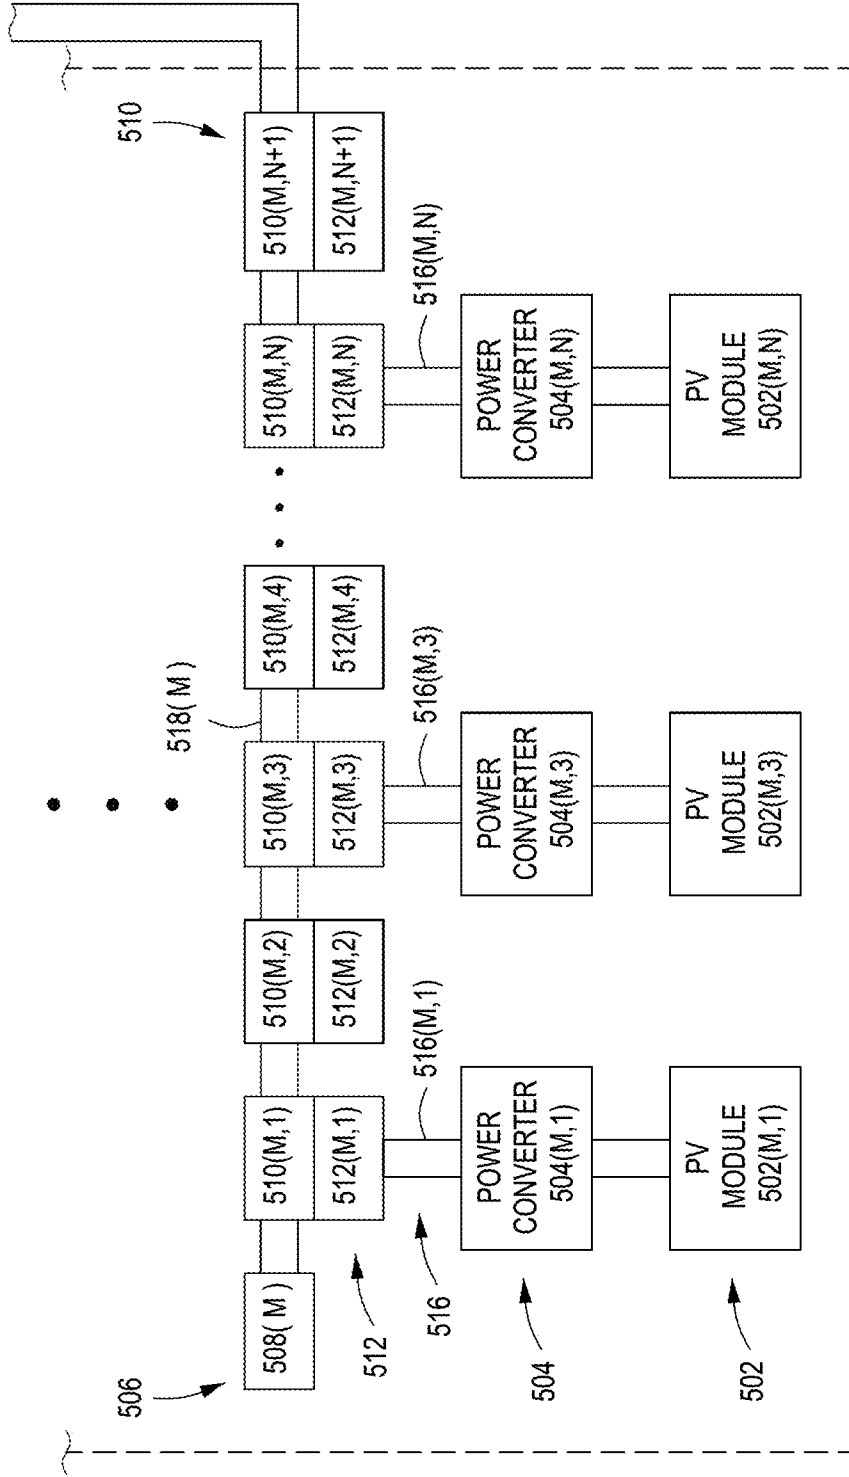 506
510
518( M )
508( M )
510(M,1)
510(M,2)
510(M,3)
510(M,4)
510(M,N)
510(M,N+1)
512(M,1)
512(M,2)
512(M,3)
512(M,4)
512(M,N)
512(M,N+1)
512
516
516(M,1)
516(M,3)
516(M,N)
504
POWER
CONVERTER
504(M,1)
POWER
CONVERTER
504(M,3)
POWER
CONVERTER
504(M,N)
502
PV
MODULE
502(M,1)
PV
MODULE
502(M,3)
PV
MODULE
502(M,N)